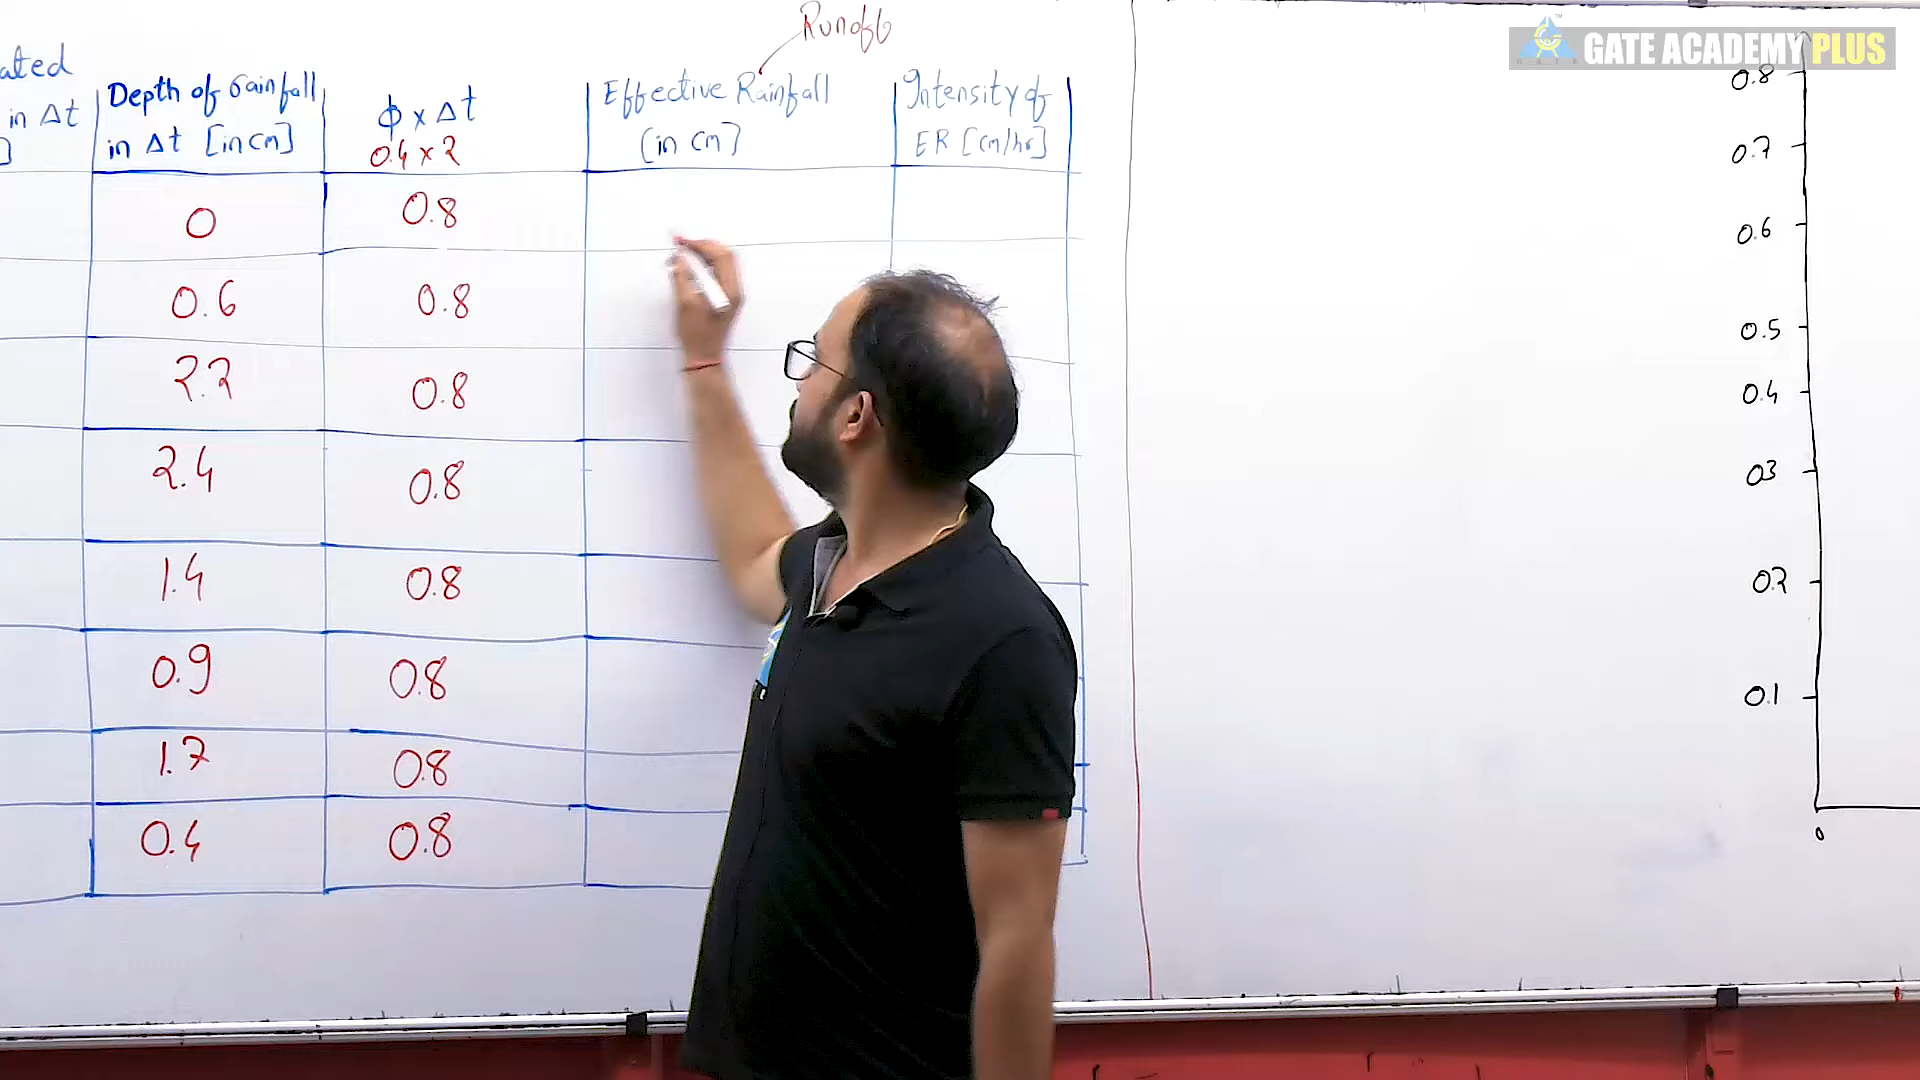 Runoff
ated
in Δt
]
Depth of rainfall
in Δt [in cm]
ϕ x Δt
0.4 x 2
Effective Rainfall
(in cm]
Intensity of
ER [cm/hr]
0 0.8
0.6 0.8
2.2 0.8
2.4 0.8
1.4 0.8
0.9 0.8
1.7 0.8
0.4 0.8
GATE ACADEMY PLUS
0.8
0.7
0.6
0.5
0.4
03
0.2
0.1
0